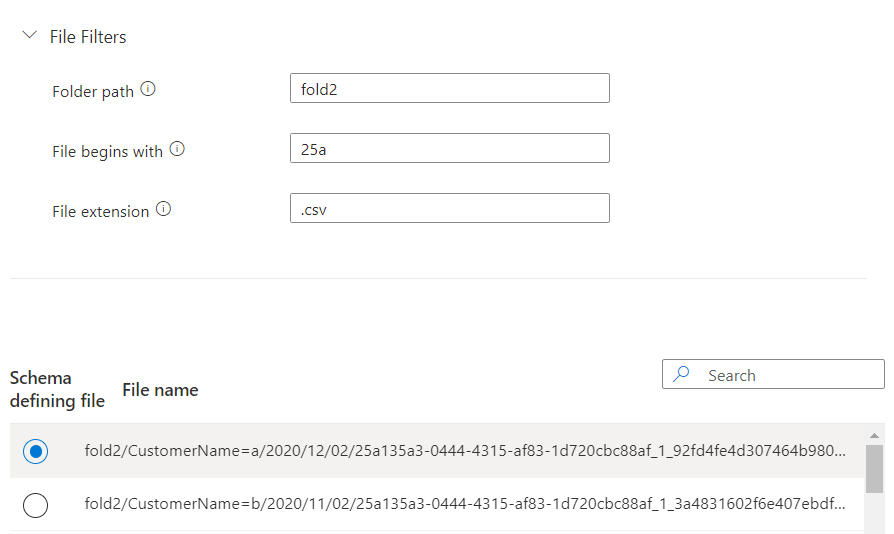 File Filters
Folder path
fold2
File begins with
25a
File extension
.csv
Schema
defining file
File name
Search
fold2/CustomerName=a/2020/12/02/25a135a3-0444-4315-af83-1d720cbc88af_1_92fd4fe4d307464b980...
fold2/CustomerName=b/2020/11/02/25a135a3-0444-4315-af83-1d720cbc88af_1_3a4831602f6e407ebdf...